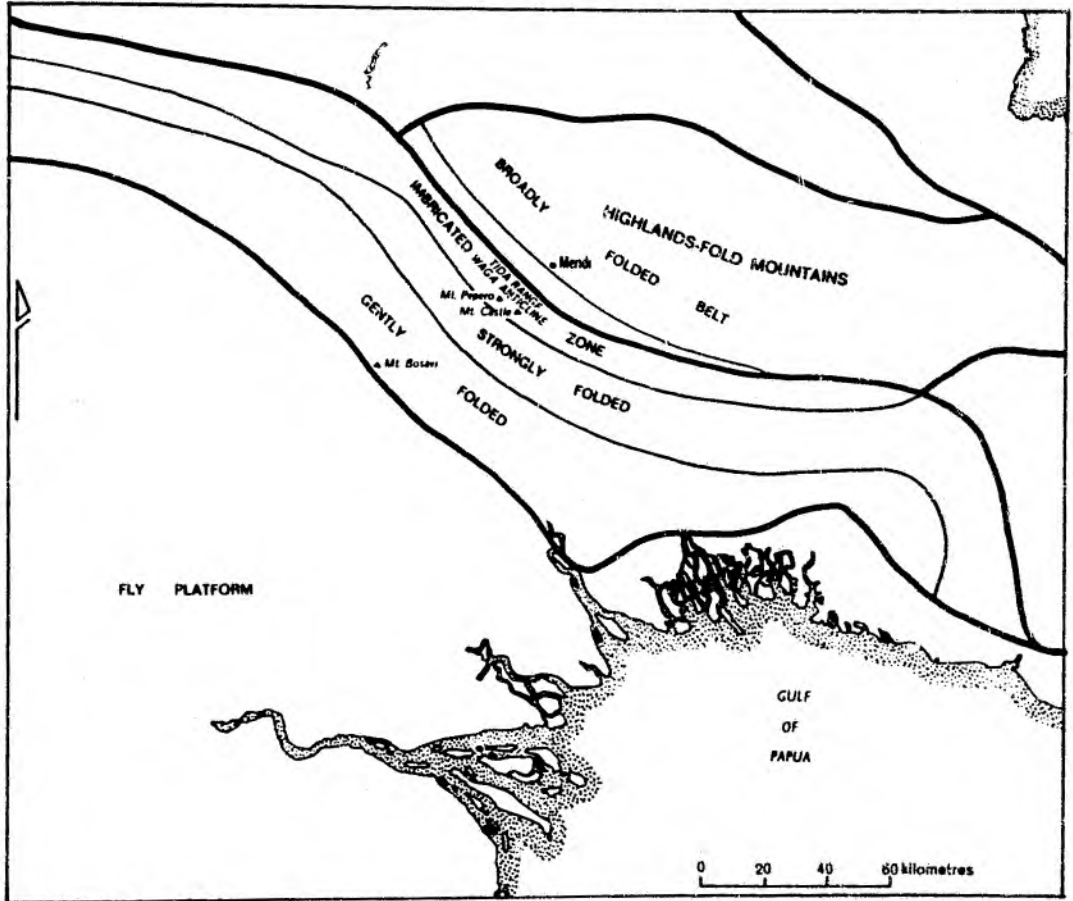 BROADLY
FOLDED
BELT
HIGHLANDS-FOLD MOUNTAINS
IMBRICATED
ZONE
TIDA RANGE
WAGA ANTICLINE
Mendi
Mt. Pepero
Mt. Castle
GENTLY
FOLDED
STRONGLY
FOLDED
Mt. Bosavi
FLY PLATFORM
GULF
OF
PAPUA
0 20 40 60 kilometres